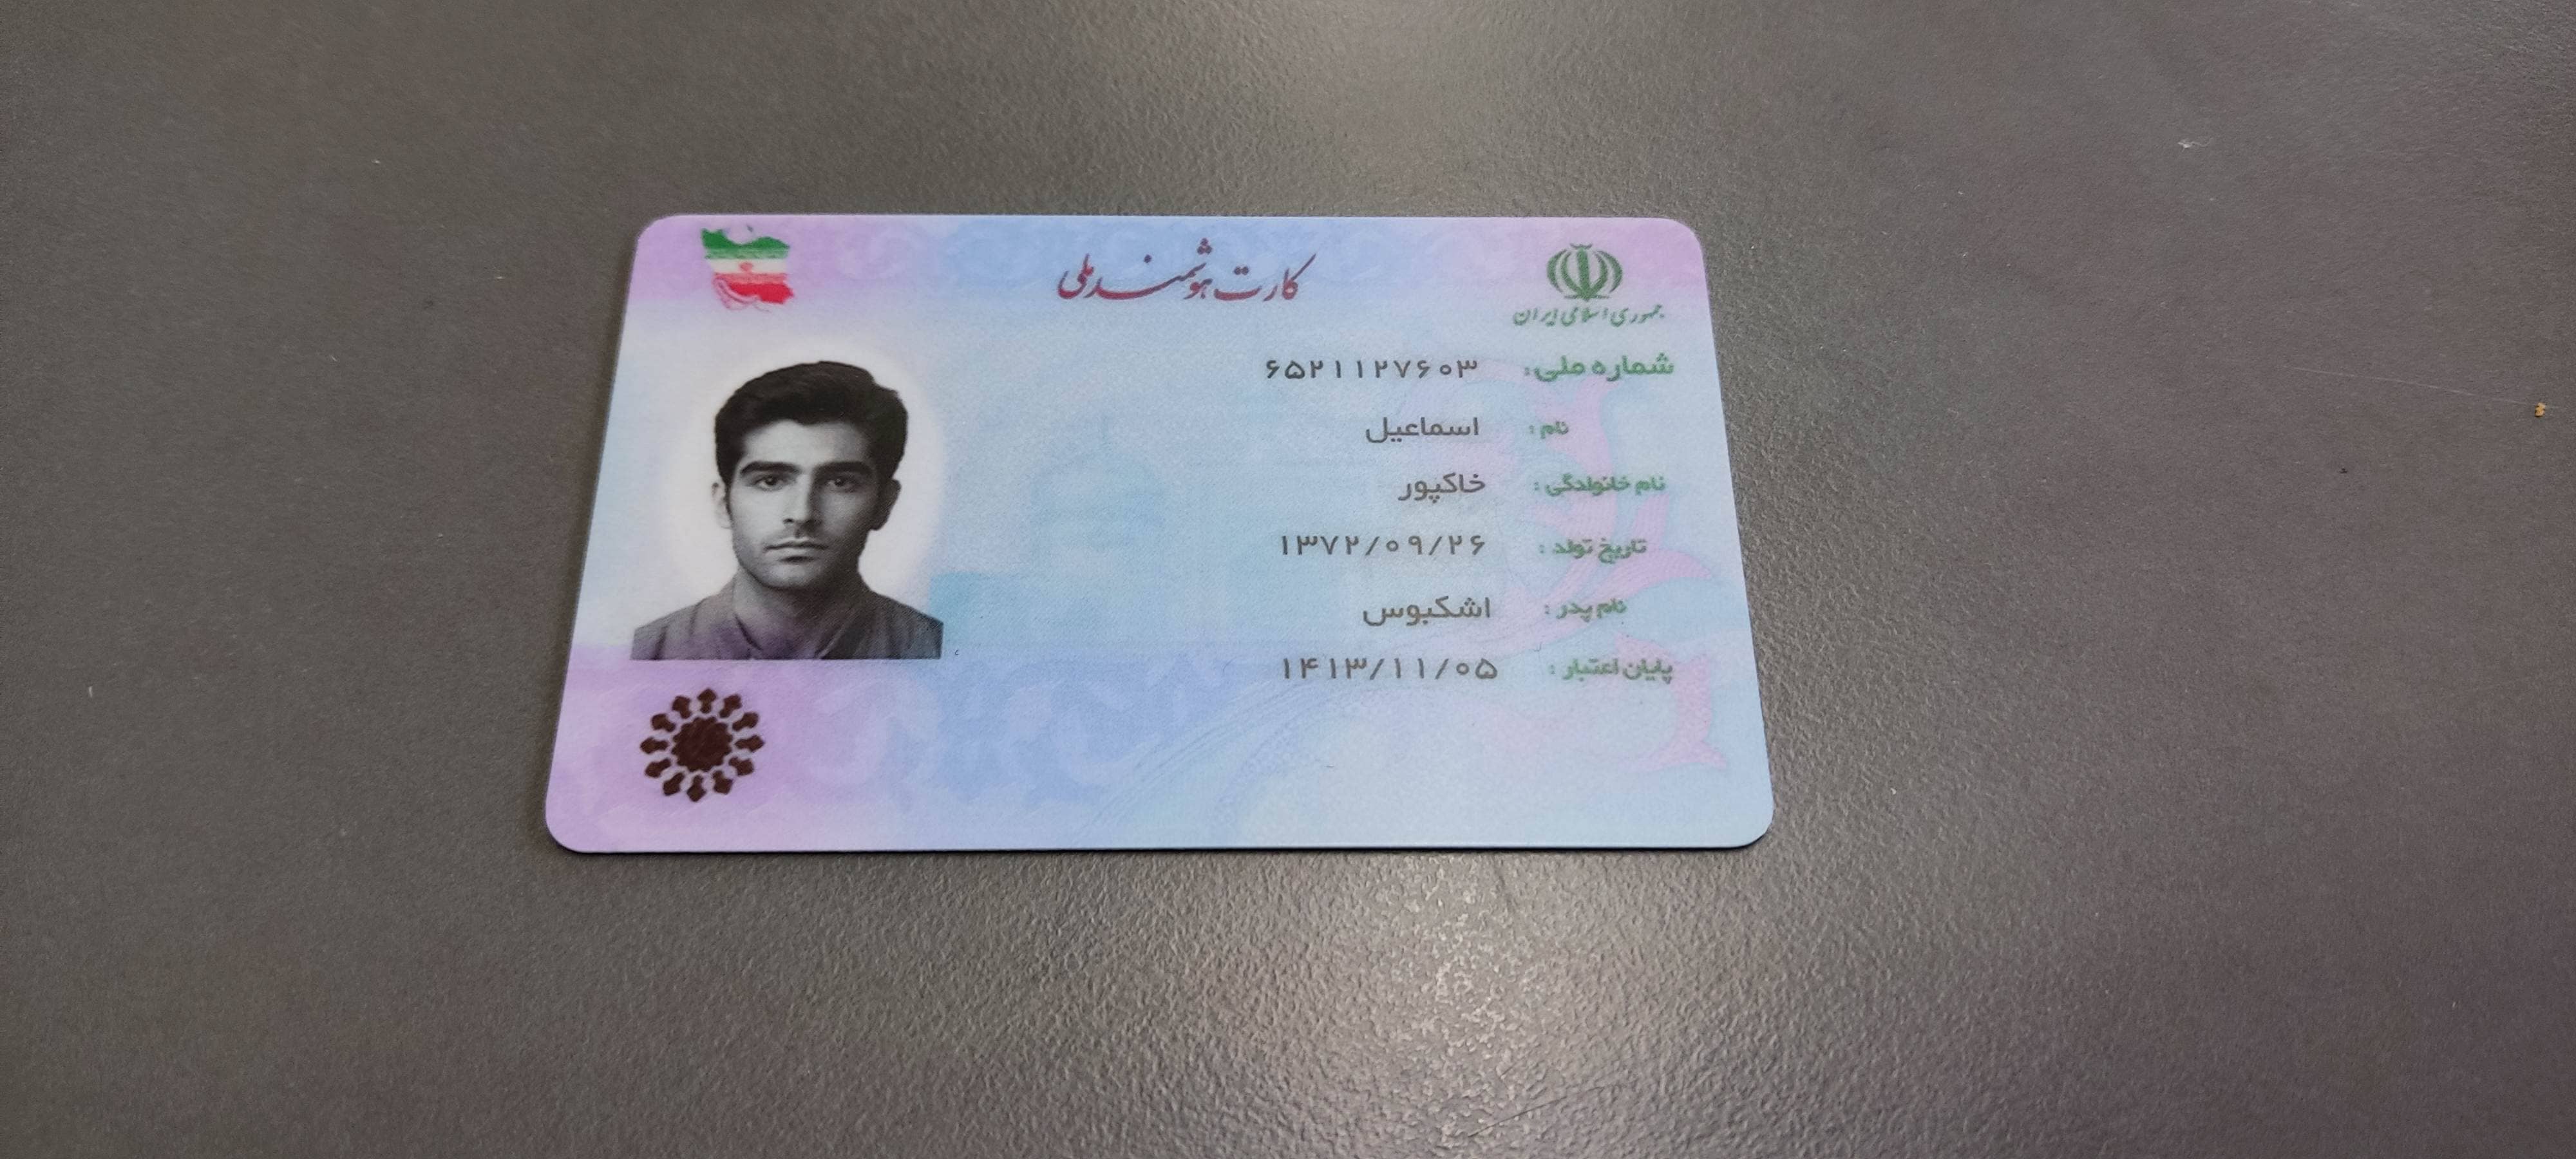 کارت هوشمند ملی
جمهوری اسلامی ایران
شماره ملی: ۶۵۲۱۱۲۷۶۰۳
نام: اسماعیل
نام خانوادگی: خاکپور
تاریخ تولد: ۱۳۷۲/۰۹/۲۶
نام پدر: اشکبوس
پایان اعتبار: ۱۴۱۳/۱۱/۰۵